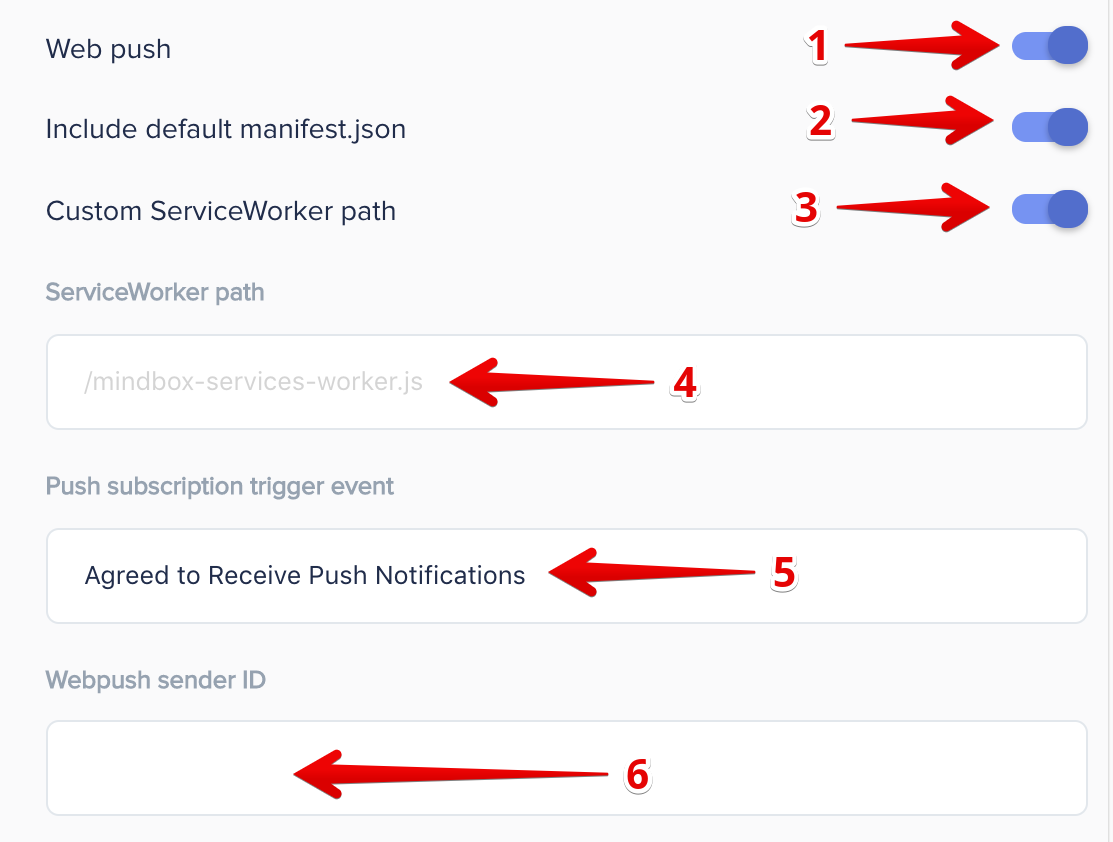 Web push 1
Include default manifest.json 2
Custom ServiceWorker path 3
ServiceWorker path
/mindbox-services-worker.js 4
Push subscription trigger event
Agreed to Receive Push Notifications 5
Webpush sender ID
6